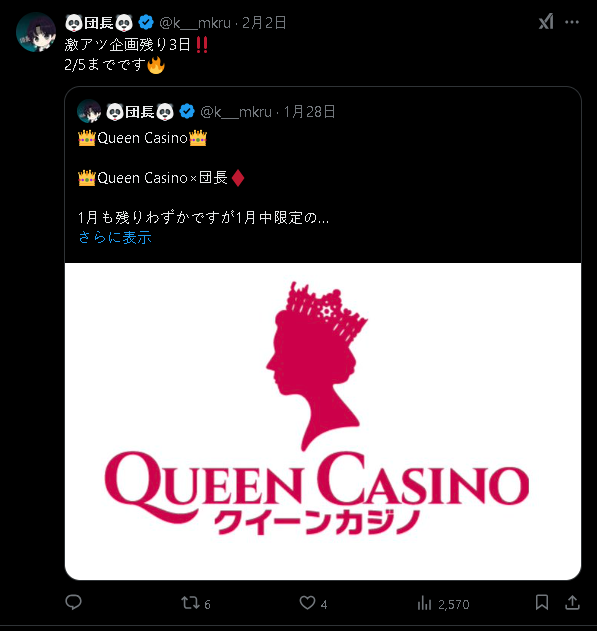 🐼団長🐼 @k__mkru · 2月2日
激アツ企画残り3日‼️
2/5までです🔥
🐼団長🐼 @k__mkru · 1月28日
👑Queen Casino👑
👑Queen Casino×団長♦️
1月も残りわずかですが1月中限定の...
さらに表示
QUEEN CASINO
クイーンカジノ
6 4 2,570